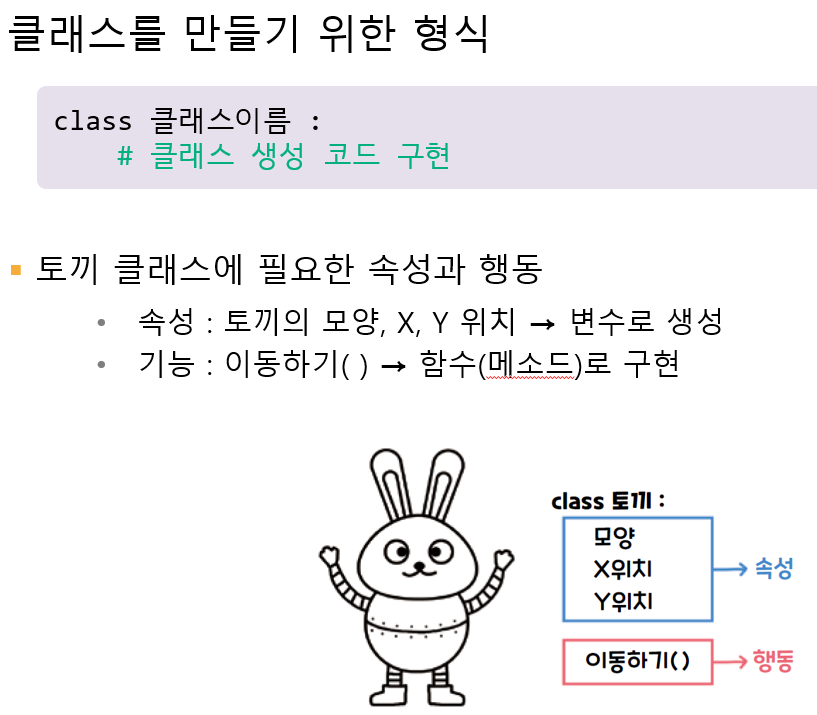 클래스를 만들기 위한 형식
class 클래스이름 :
# 클래스 생성 코드 구현
▪ 토끼 클래스에 필요한 속성과 행동
• 속성 : 토끼의 모양, X, Y 위치 → 변수로 생성
• 기능 : 이동하기( ) → 함수(메소드)로 구현
class 토끼 :
모양
X위치
Y위치
→ 속성
이동하기( )
→ 행동